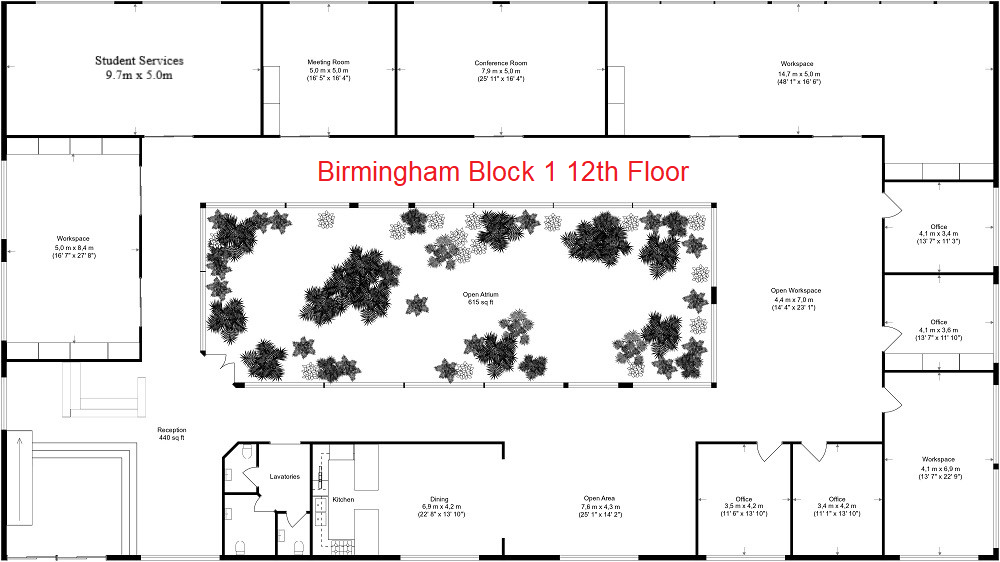 Student Services
9.7m x 5.0m
Meeting Room
5,0 m x 5,0 m
(16' 5" x 16' 4")
Conference Room
7,9 m x 5,0 m
(25' 11" x 16' 4")
Workspace
14,7 m x 5,0 m
(48' 1" x 16' 6")
Birmingham Block 1 12th Floor
Workspace
5,0 m x 8,4 m
(16' 7" x 27' 8")
Office
4,1 m x 3,4 m
(13' 7" x 11' 3")
Open Atrium
615 sq ft
Open Workspace
4,4 m x 7,0 m
(14' 4" x 23' 1")
Office
4,1 m x 3,6 m
(13' 7" x 11' 10")
Reception
440 sq ft
Workspace
4,1 m x 6,9 m
(13' 7" x 22' 9")
Lavatories
Kitchen
Dining
6,9 m x 4,2 m
(22' 8" x 13' 10")
Open Area
7,6 m x 4,3 m
(25' 1" x 14' 2")
Office
3,5 m x 4,2 m
(11' 6" x 13' 10")
Office
3,4 m x 4,2 m
(11' 1" x 13' 10")